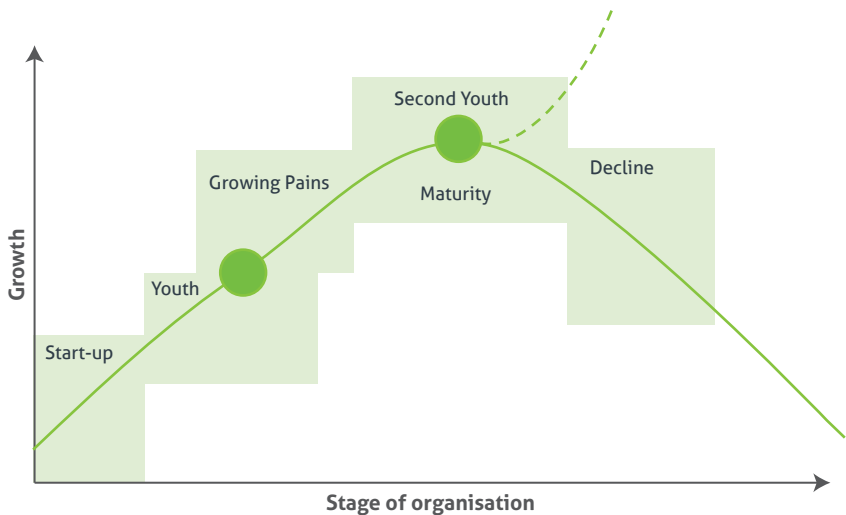 Second Youth
Decline
Growing Pains
Maturity
Youth
Start-up
Growth
Stage of organisation